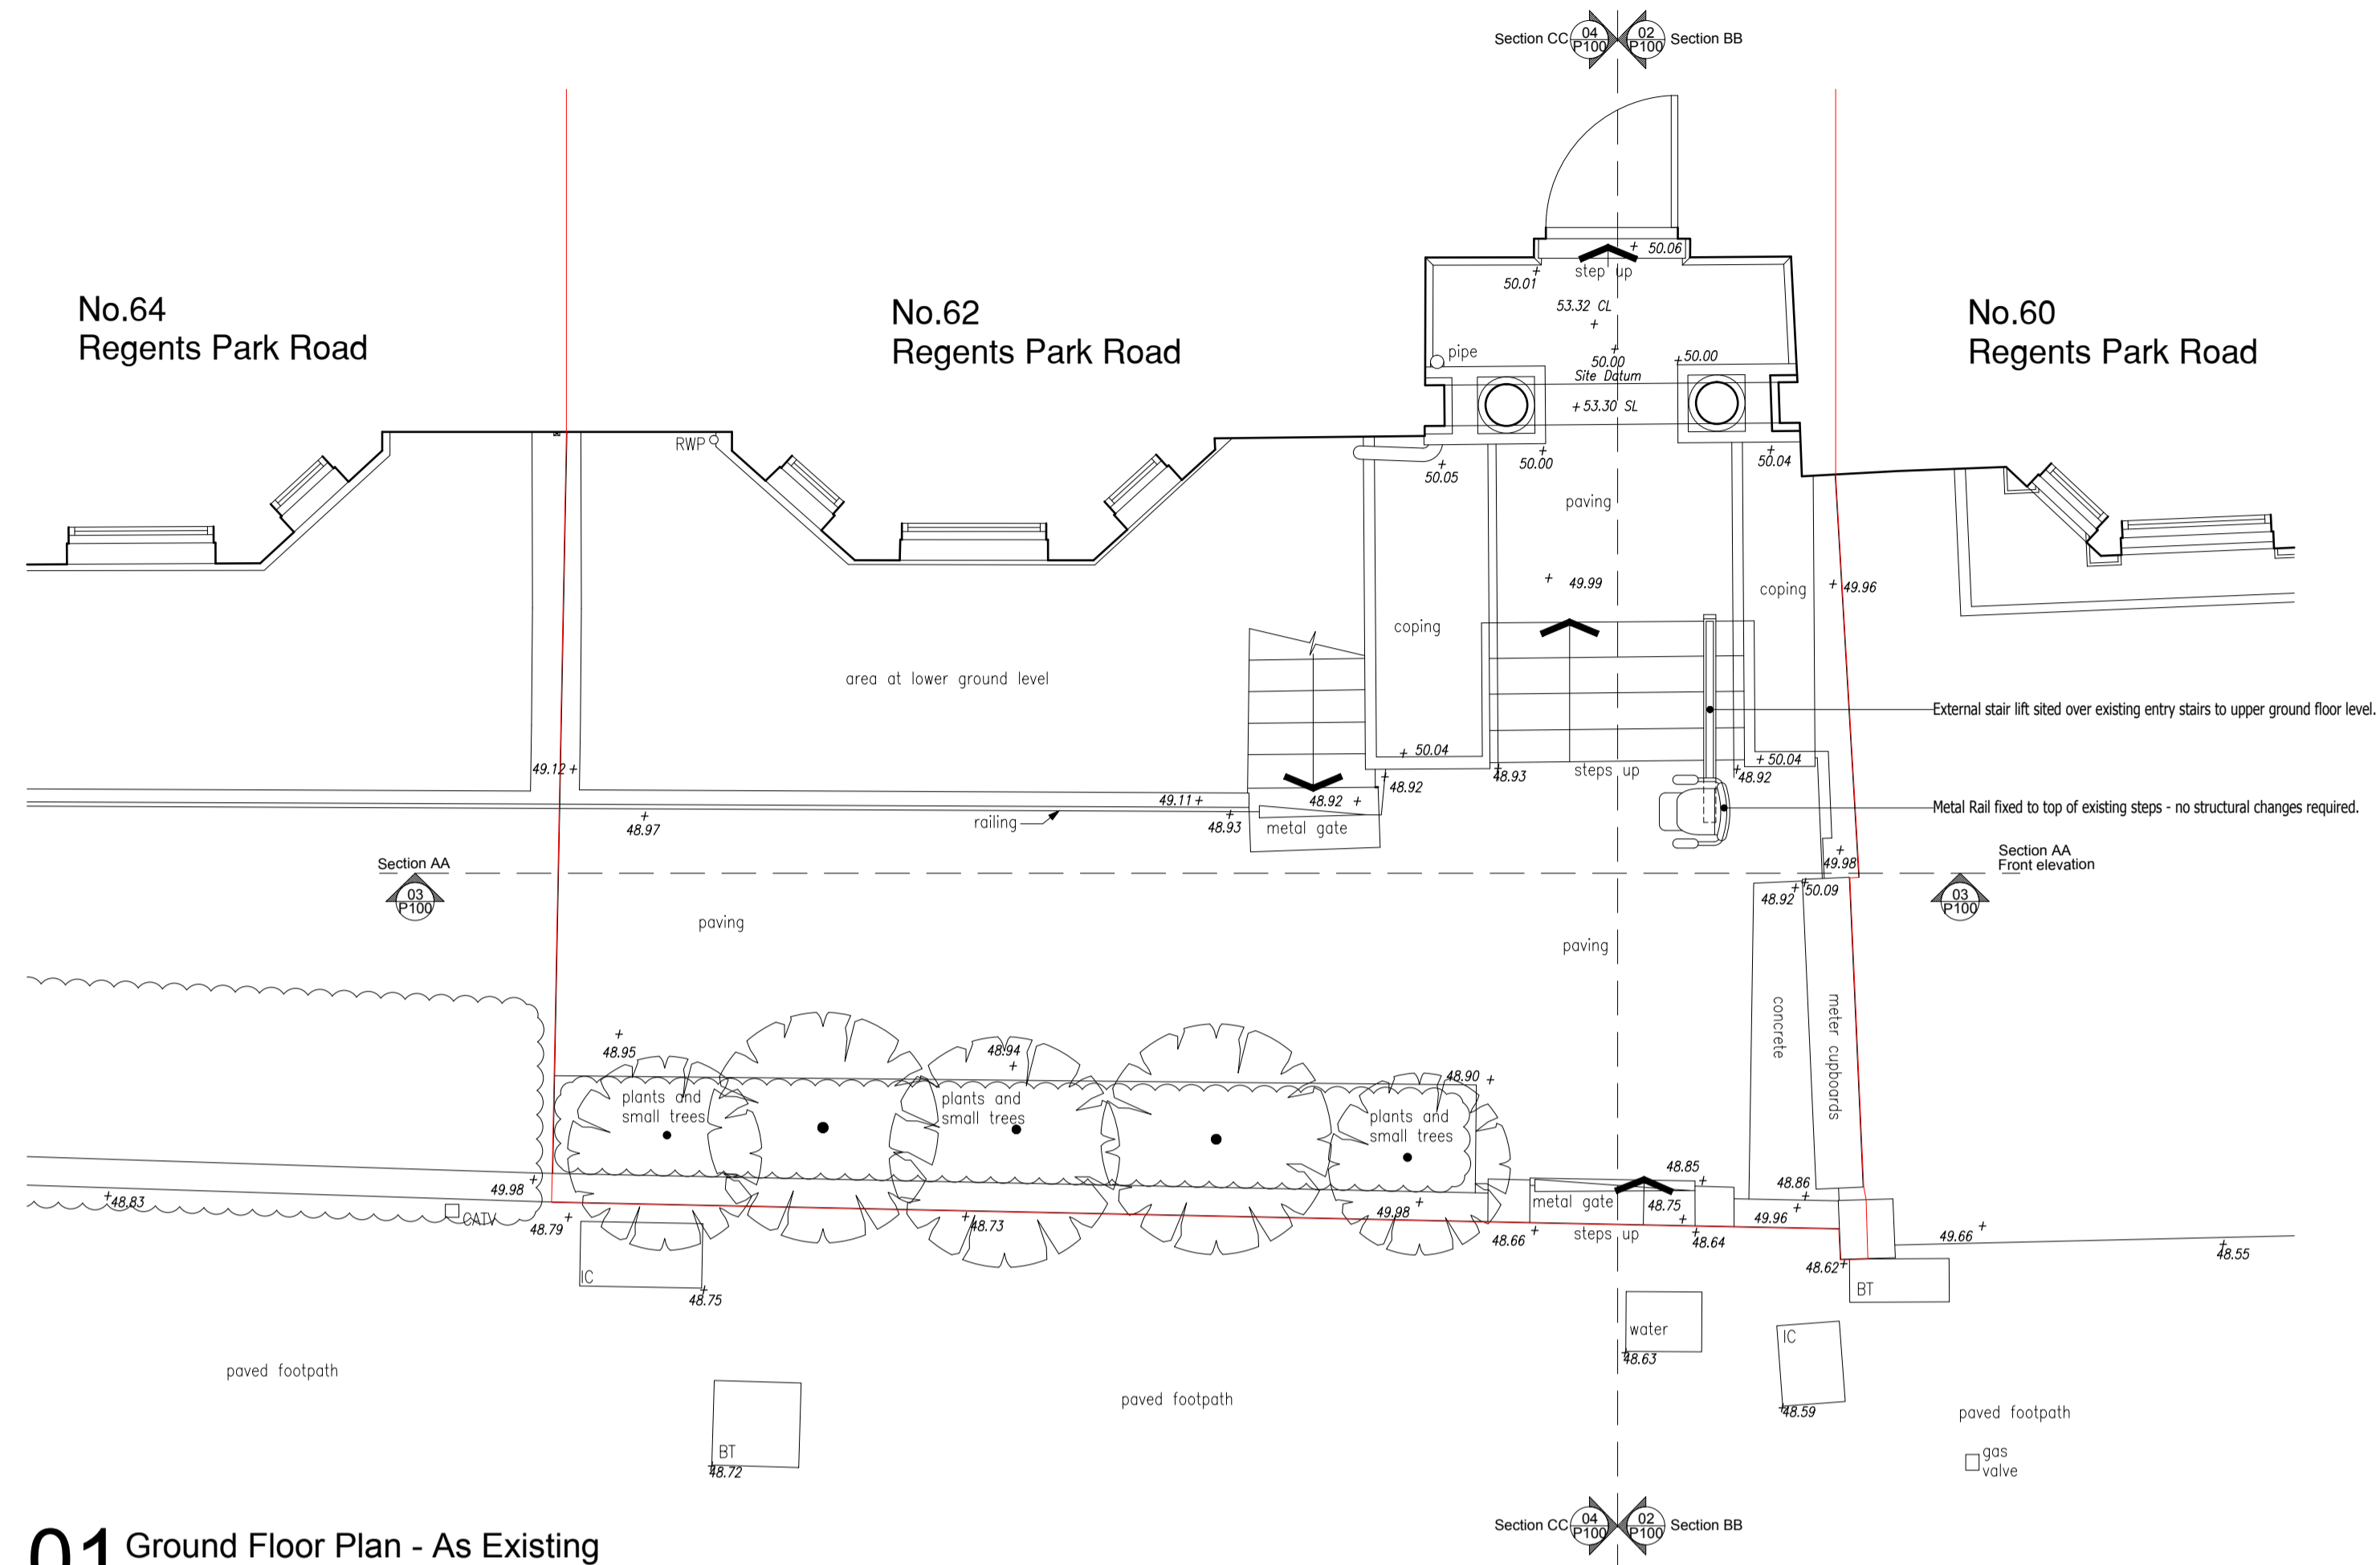 Section CC
04
P100
02
P100
Section BB
No.64
Regents Park Road
No.62
Regents Park Road
No.60
Regents Park Road
50.06
step up
50.01
53.32 CL
50.00
Site Datum
50.00
53.30 SL
pipe
RWP
50.05
50.00
50.04
paving
49.99
coping
49.96
coping
area at lower ground level
External stair lift sited over existing entry stairs to upper ground floor level.
50.04
50.04
49.12
48.92
48.93
steps up
48.92
49.11
48.92
48.97
railing
48.93
metal gate
Metal Rail fixed to top of existing steps - no structural changes required.
Section AA
03
P100
49.98
Section AA
Front elevation
03
P100
48.92
50.09
paving
paving
concrete
meter cupboards
48.95
48.94
48.90
plants and
small trees
plants and
small trees
plants and
small trees
48.85
48.83
49.98
CATV
48.79
48.73
49.98
metal gate
48.75
48.86
49.96
48.66
steps up
48.64
49.66
48.55
48.62
BT
IC
48.75
water
48.63
IC
48.59
paved footpath
paved footpath
paved footpath
BT
48.72
gas
valve
Section CC
04
P100
02
P100
Section BB
01 Ground Floor Plan - As Existing